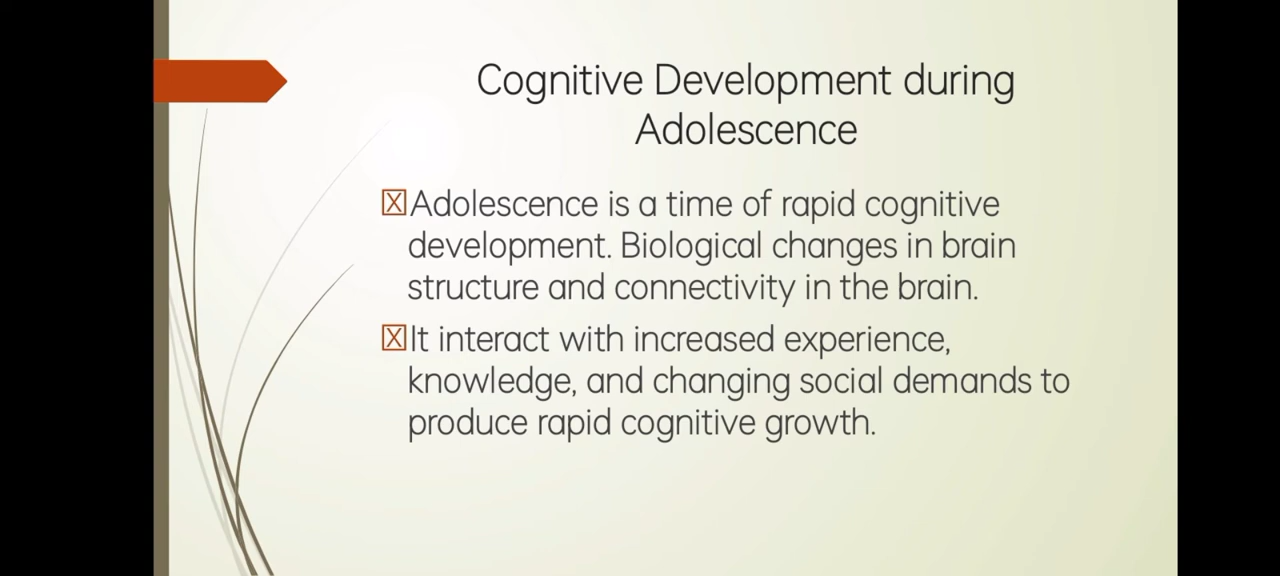 Cognitive Development during
Adolescence
☒Adolescence is a time of rapid cognitive
development. Biological changes in brain
structure and connectivity in the brain.
☒It interact with increased experience,
knowledge, and changing social demands to
produce rapid cognitive growth.